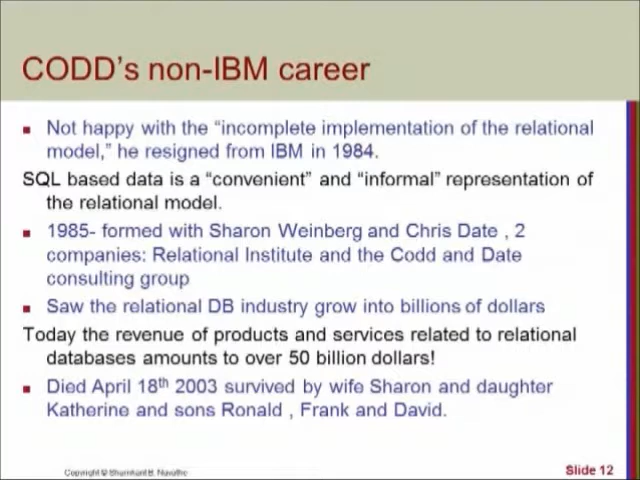 CODD's non-IBM career
Not happy with the "incomplete implementation of the relational
model," he resigned from IBM in 1984.
SQL based data is a "convenient" and "informal" representation of
the relational model.
1985- formed with Sharon Weinberg and Chris Date , 2
companies: Relational Institute and the Codd and Date
consulting group
Saw the relational DB industry grow into billions of dollars
Today the revenue of products and services related to relational
databases amounts to over 50 billion dollars!
Died April 18th 2003 survived by wife Sharon and daughter
Katherine and sons Ronald , Frank and David.
Copyright © Shamkant B. Navathe
Slide 12